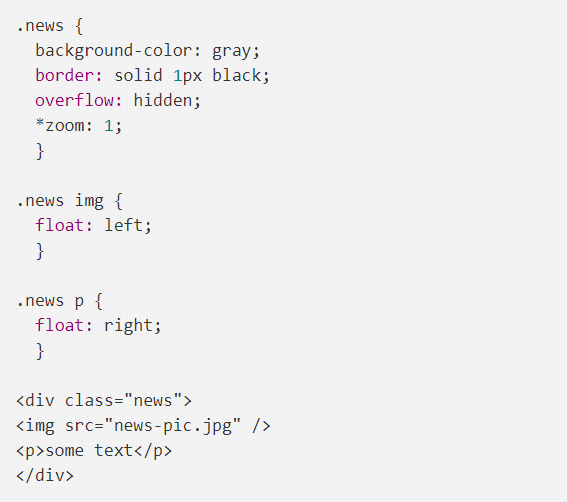 .news {
  background-color: gray;
  border: solid 1px black;
  overflow: hidden;
  *zoom: 1;
  }

.news img {
  float: left;
  }

.news p {
  float: right;
  }

<div class="news">
<img src="news-pic.jpg" />
<p>some text</p>
</div>